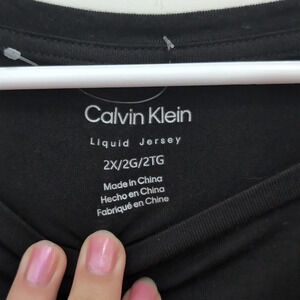 Calvin Klein
Liquid Jersey
2X/2G/2TG
Made in China
Hecho en China
Fabriqué en Chine